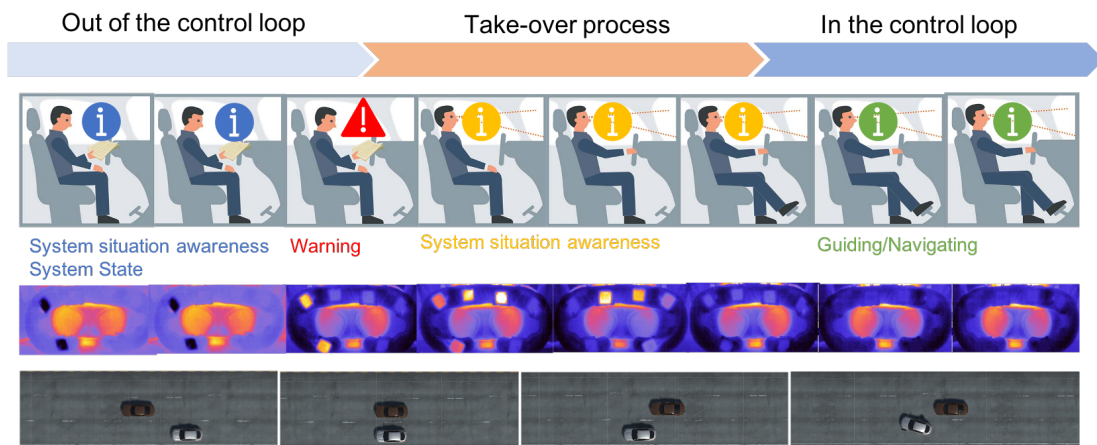 Out of the control loop
Take-over process
In the control loop
i
i
!
i
i
i
i
i
System situation awareness
System State
Warning
System situation awareness
Guiding/Navigating